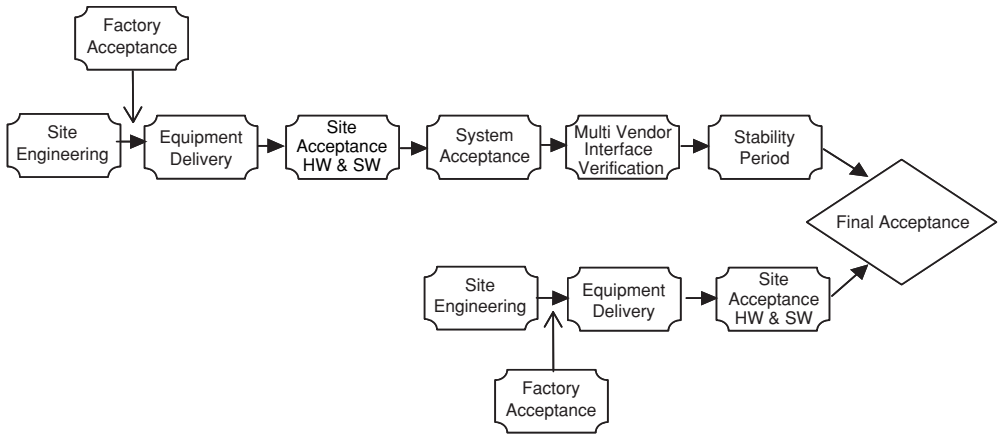 Factory
Acceptance
Site
Engineering
Equipment
Delivery
Site
Acceptance
HW & SW
System
Acceptance
Multi Vendor
Interface
Verification
Stability
Period
Final Acceptance
Site
Engineering
Equipment
Delivery
Site
Acceptance
HW & SW
Factory
Acceptance